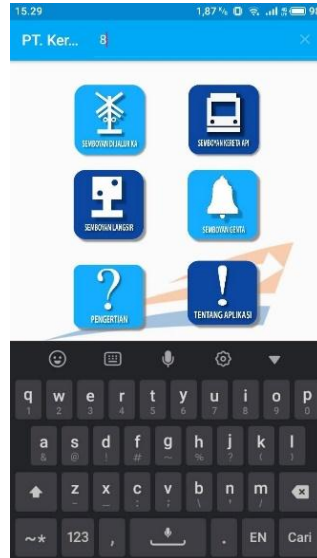 15.29 1,87 ᴷ/s 98
PT. Ker... 8 ×
SEMBOYAN DI JALUR KA SEMBOYAN KERETA API
SEMBOYAN LANGSIR SEMBOYAN GENTA
PENGERTIAN TENTANG APLIKASI
q w e r t y u i o p
1 2 3 4 5 6 7 8 9 0
a s d f g h j k l
& @ ! # ~ % ? ( )
z x c v b n m
- _ " : ; \ ' *
~* 123 , . EN Cari